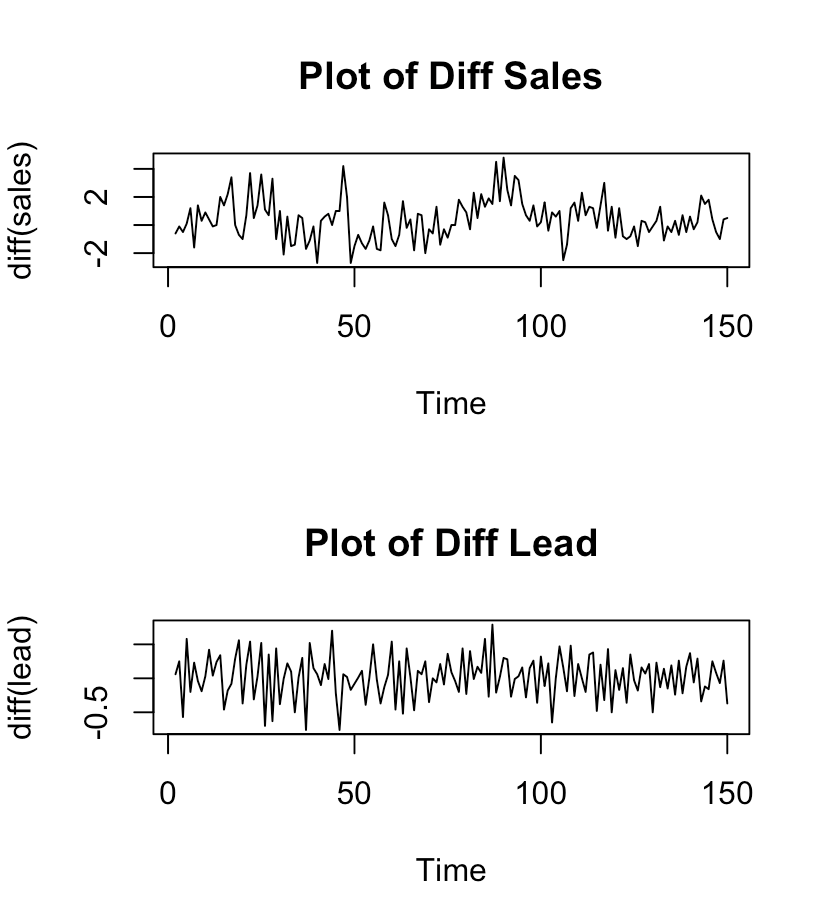 Plot of Diff Sales
diff(sales)
2
-2
0 50 100 150
Time
Plot of Diff Lead
diff(lead)
-0.5
0 50 100 150
Time